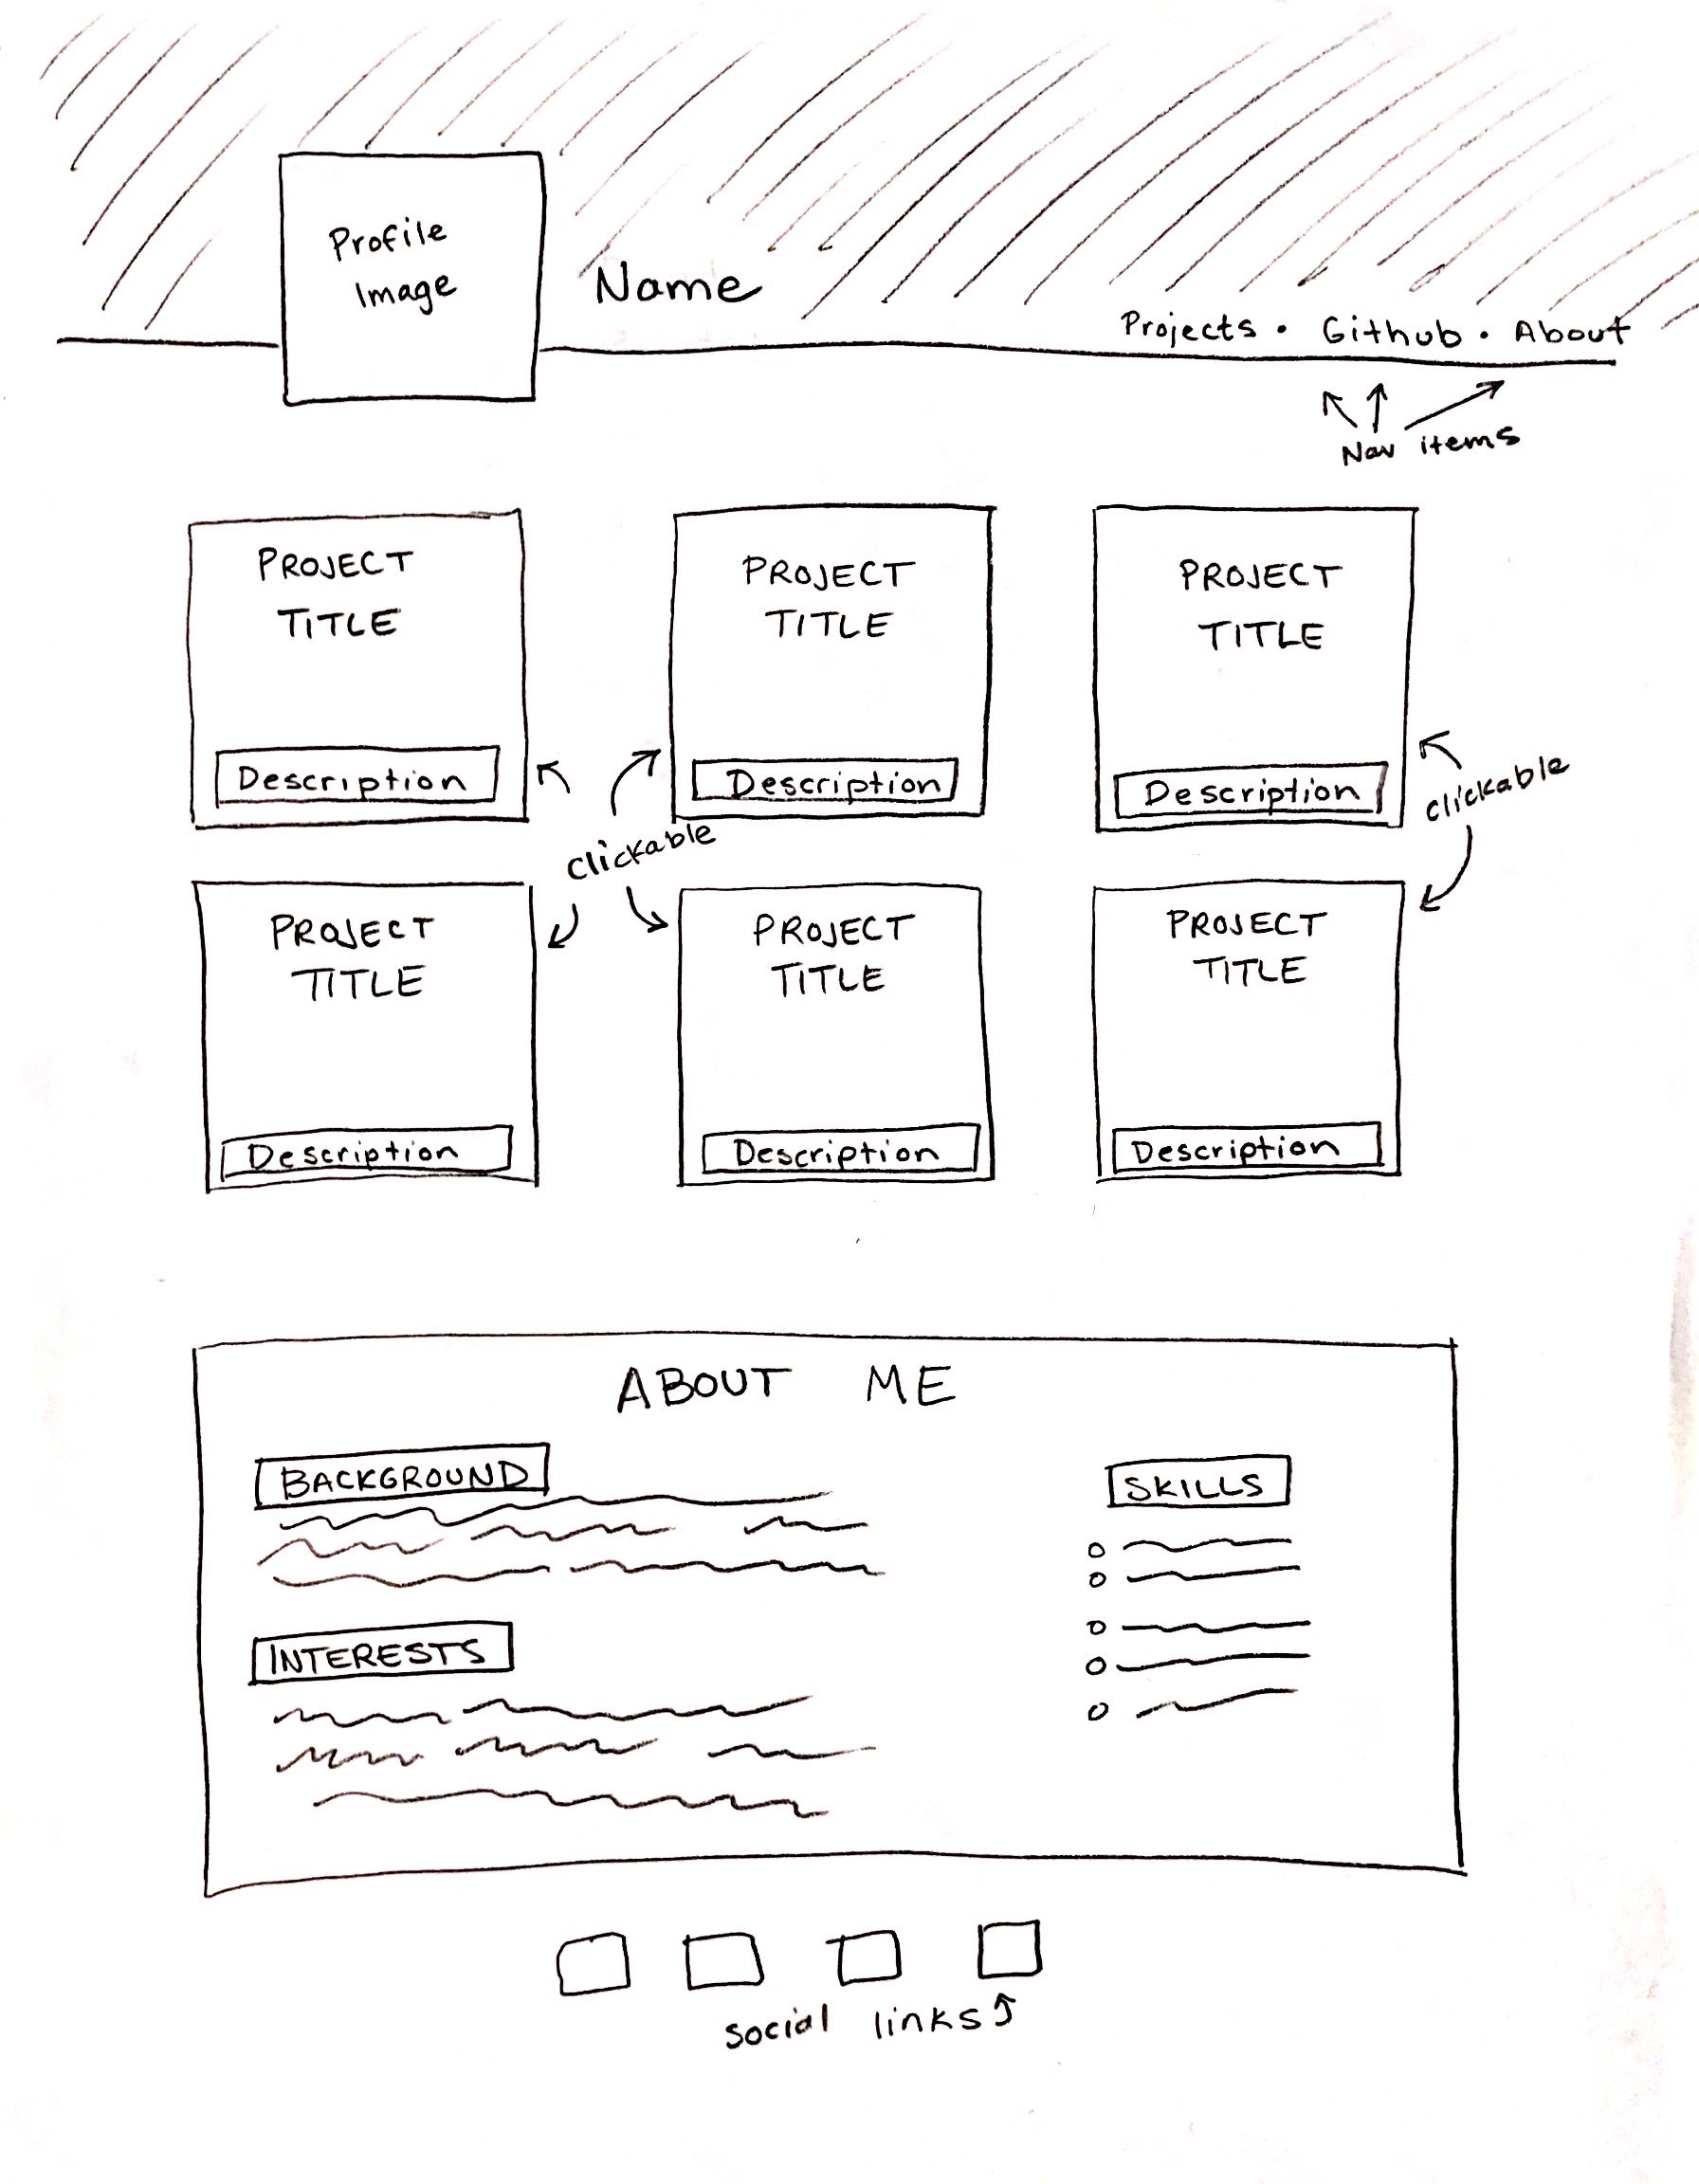 Profile
Image
Name
Projects • Github • About
Nav items
PROJECT
TITLE
Description
PROJECT
TITLE
Description
PROJECT
TITLE
Description
clickable
clickable
PROJECT
TITLE
Description
PROJECT
TITLE
Description
PROJECT
TITLE
Description
ABOUT ME
BACKGROUND
SKILLS
INTERESTS
social links